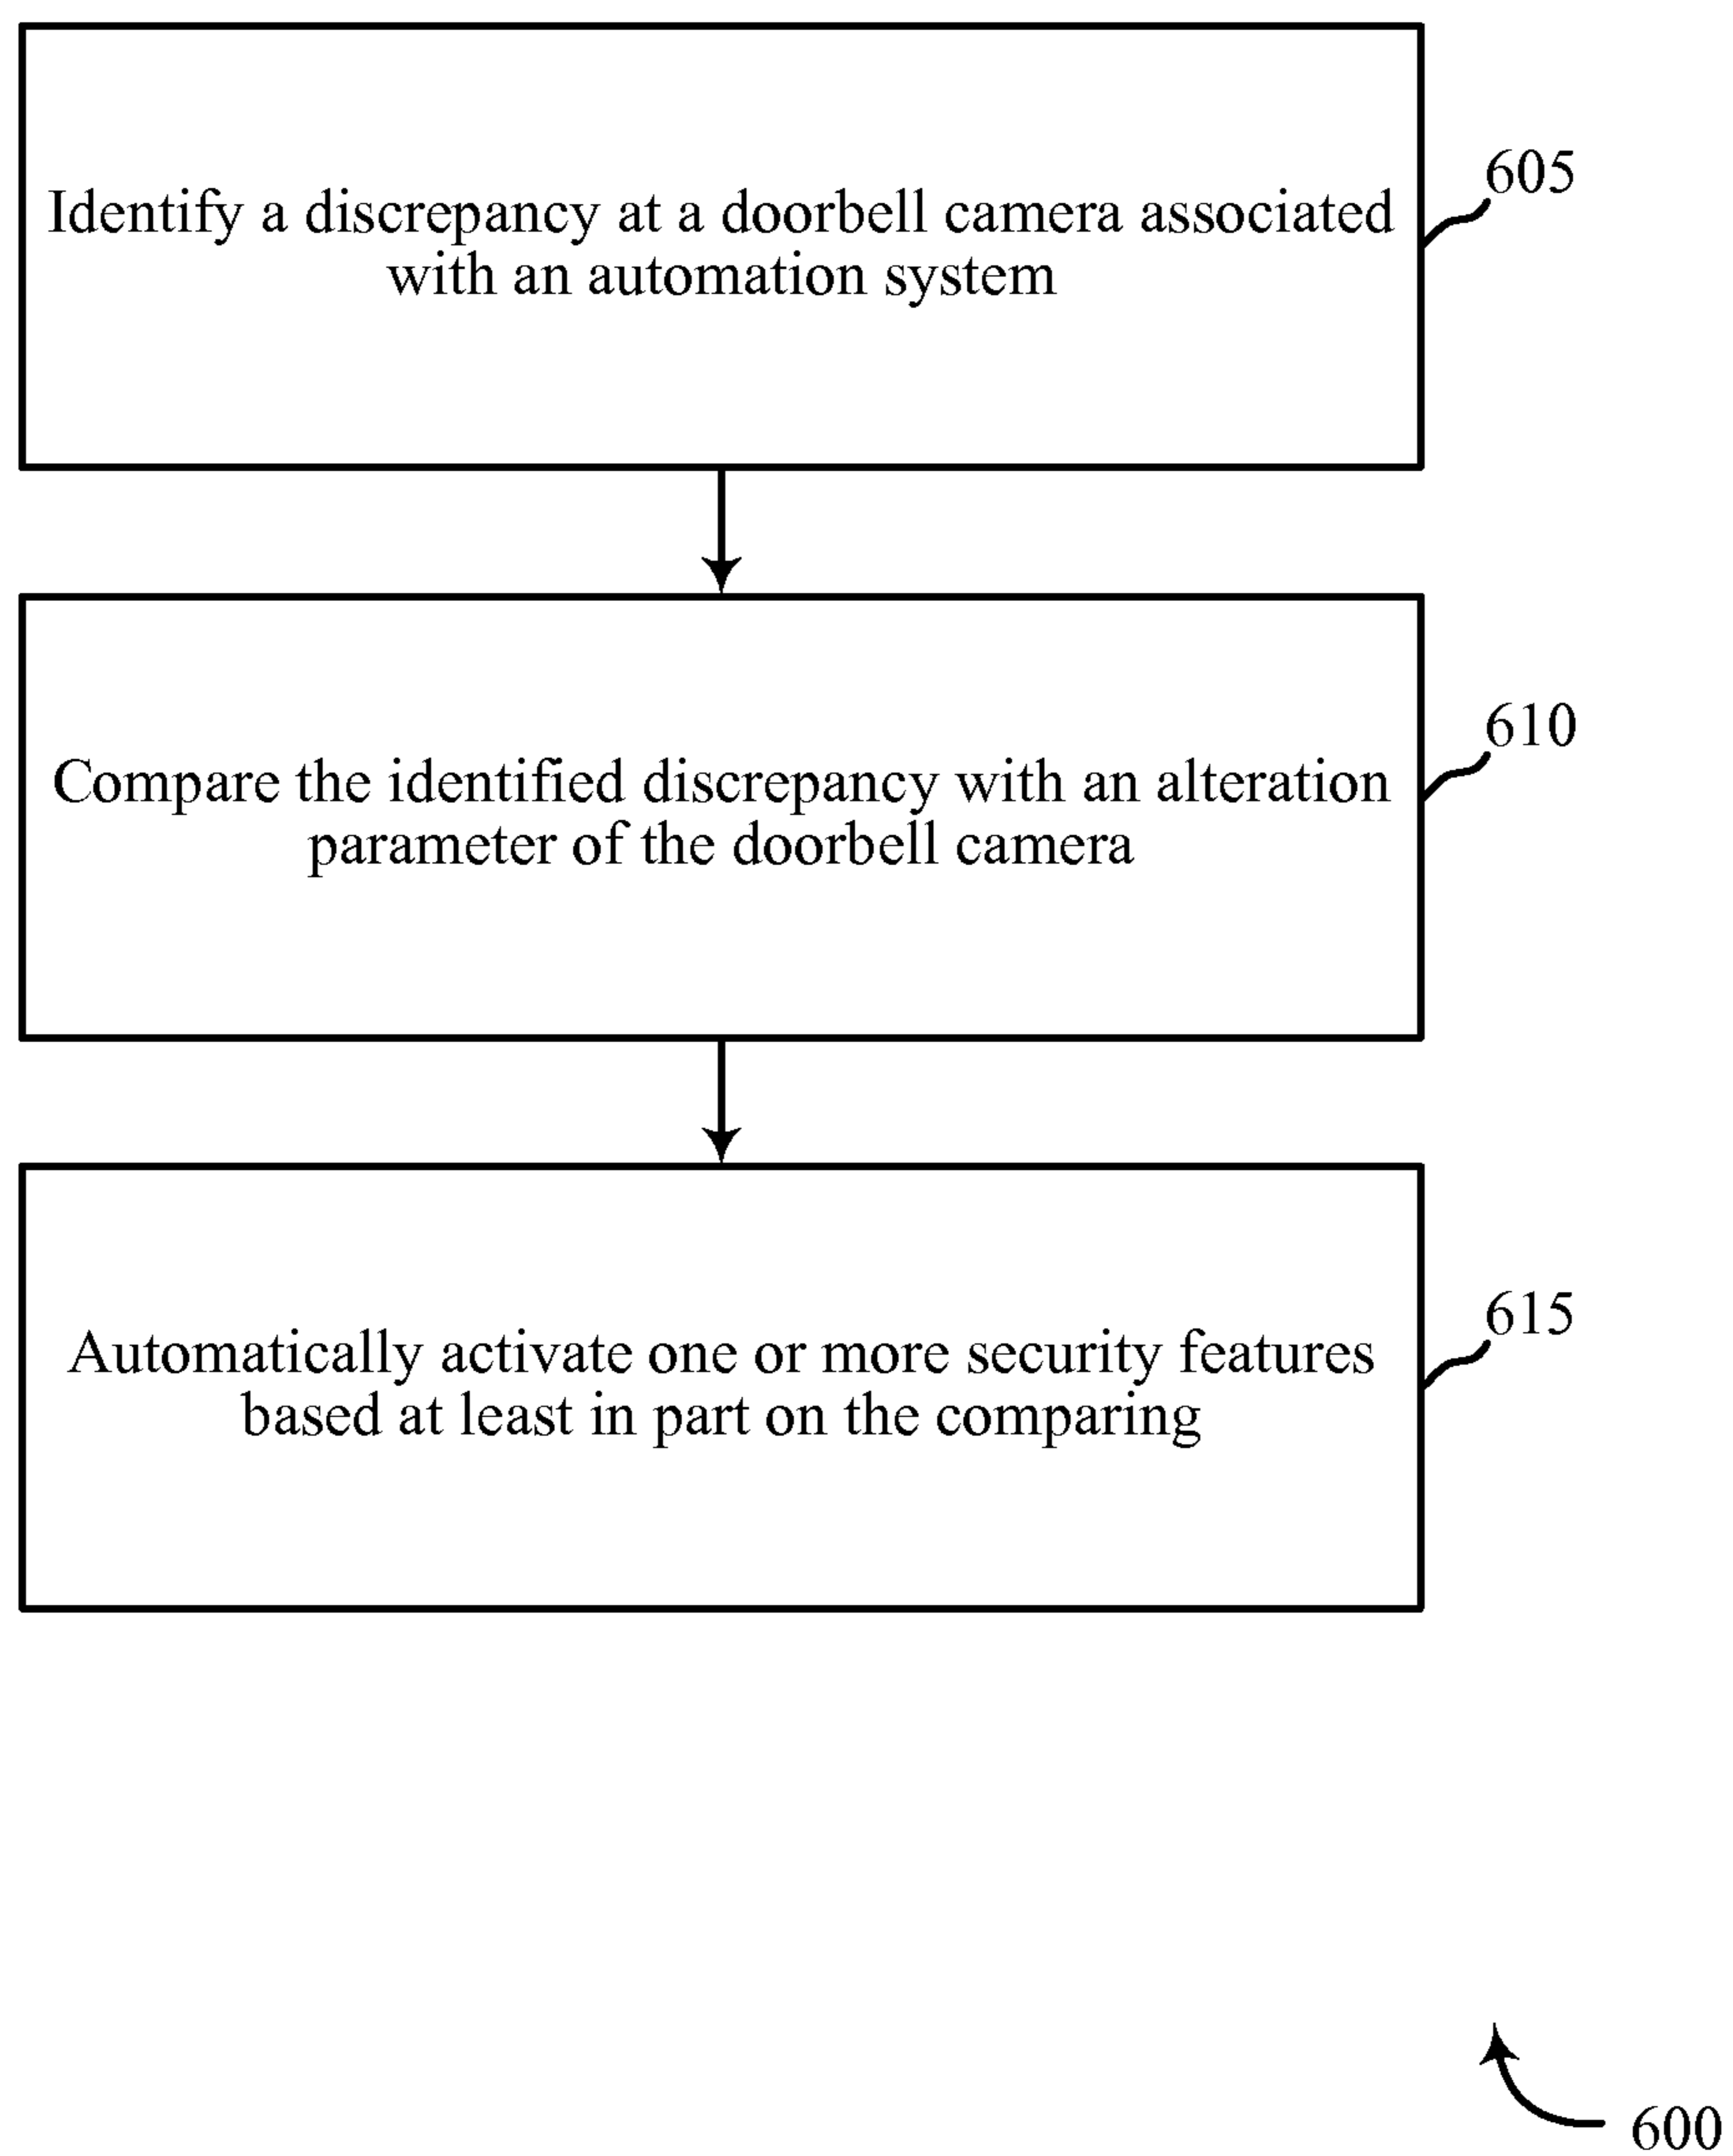 605
Identify a discrepancy at a doorbell camera associated
with an automation system
610
Compare the identified discrepancy with an alteration
parameter of the doorbell camera
615
Automatically activate one or more security features
based at least in part on the comparing
600